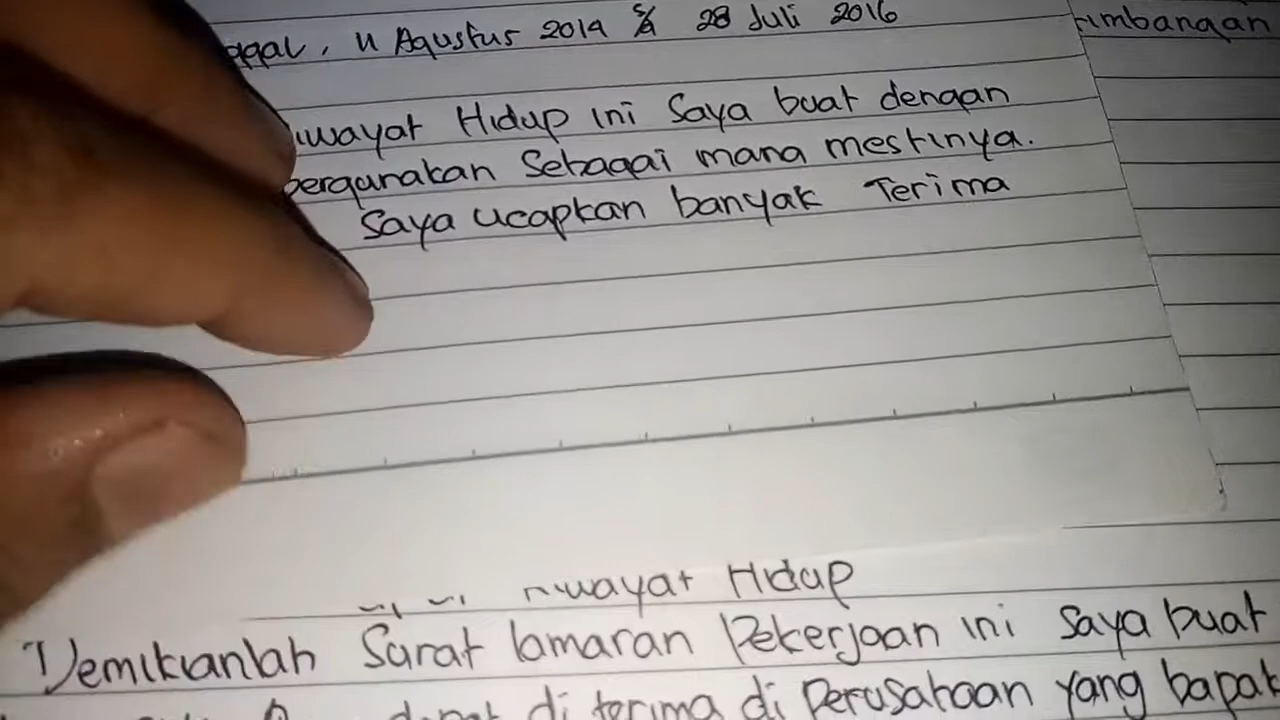 11 Agustus 2014 s/d 28 Juli 2016
Hidup ini Saya buat dengan
pergunakan Sebagai mana mestinya.
Saya ucapkan banyak Terima
riwayat Hidup
Demikianlah Surat lamaran Pekerjaan ini Saya buat
di terima di Perusahaan yang bapak